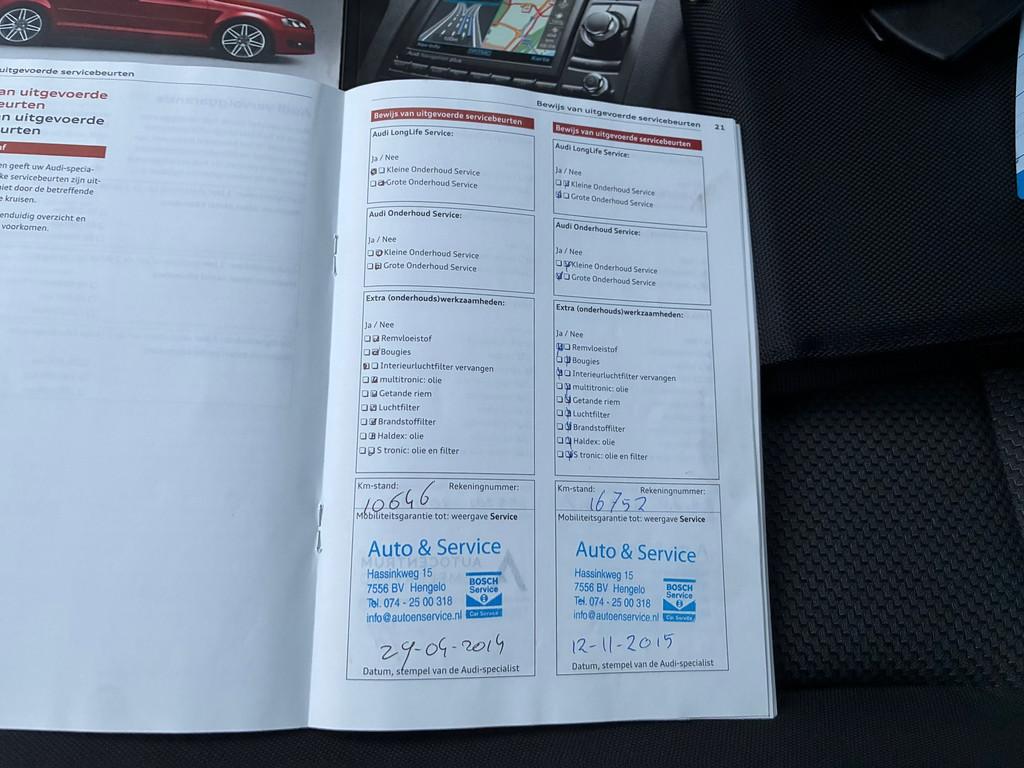 uitgevoerde servicebeurten
an uitgevoerde
eurten
n uitgevoerde
urten
af
en geeft uw Audi-specia-
ke servicebeurten zijn uit-
niet door de betreffende
e kruisen.
enduidig overzicht en
voorkomen.
Karte
Bewijs van uitgevoerde servicebeurten 21
Bewijs van uitgevoerde servicebeurten
Audi LongLife Service:
Ja / Nee
Kleine Onderhoud Service
Grote Onderhoud Service
Audi Onderhoud Service:
Ja / Nee
Kleine Onderhoud Service
Grote Onderhoud Service
Extra (onderhouds)werkzaamheden:
Ja / Nee
Remvloeistof
Bougies
Interieurluchtfilter vervangen
multitronic: olie
Getande riem
Luchtfilter
Brandstoffilter
Haldex: olie
S tronic: olie en filter
Km-stand: Rekeningnummer:
10646
Mobiliteitsgarantie tot: weergave Service
Auto & Service
Hassinkweg 15
7556 BV Hengelo
Tel. 074 - 25 00 318
info@autoenservice.nl
BOSCH
Service
Car Service
29-04-2014
Datum, stempel van de Audi-specialist
Bewijs van uitgevoerde servicebeurten
Audi LongLife Service:
Ja / Nee
Kleine Onderhoud Service
Grote Onderhoud Service
Audi Onderhoud Service:
Ja / Nee
Kleine Onderhoud Service
Grote Onderhoud Service
Extra (onderhouds)werkzaamheden:
Ja / Nee
Remvloeistof
Bougies
Interieurluchtfilter vervangen
multitronic: olie
Getande riem
Luchtfilter
Brandstoffilter
Haldex: olie
S tronic: olie en filter
Km-stand: Rekeningnummer:
16752
Mobiliteitsgarantie tot: weergave Service
Auto & Service
Hassinkweg 15
7556 BV Hengelo
Tel. 074 - 25 00 318
info@autoenservice.nl
BOSCH
Service
Car Service
12-11-2015
Datum, stempel van de Audi-specialist